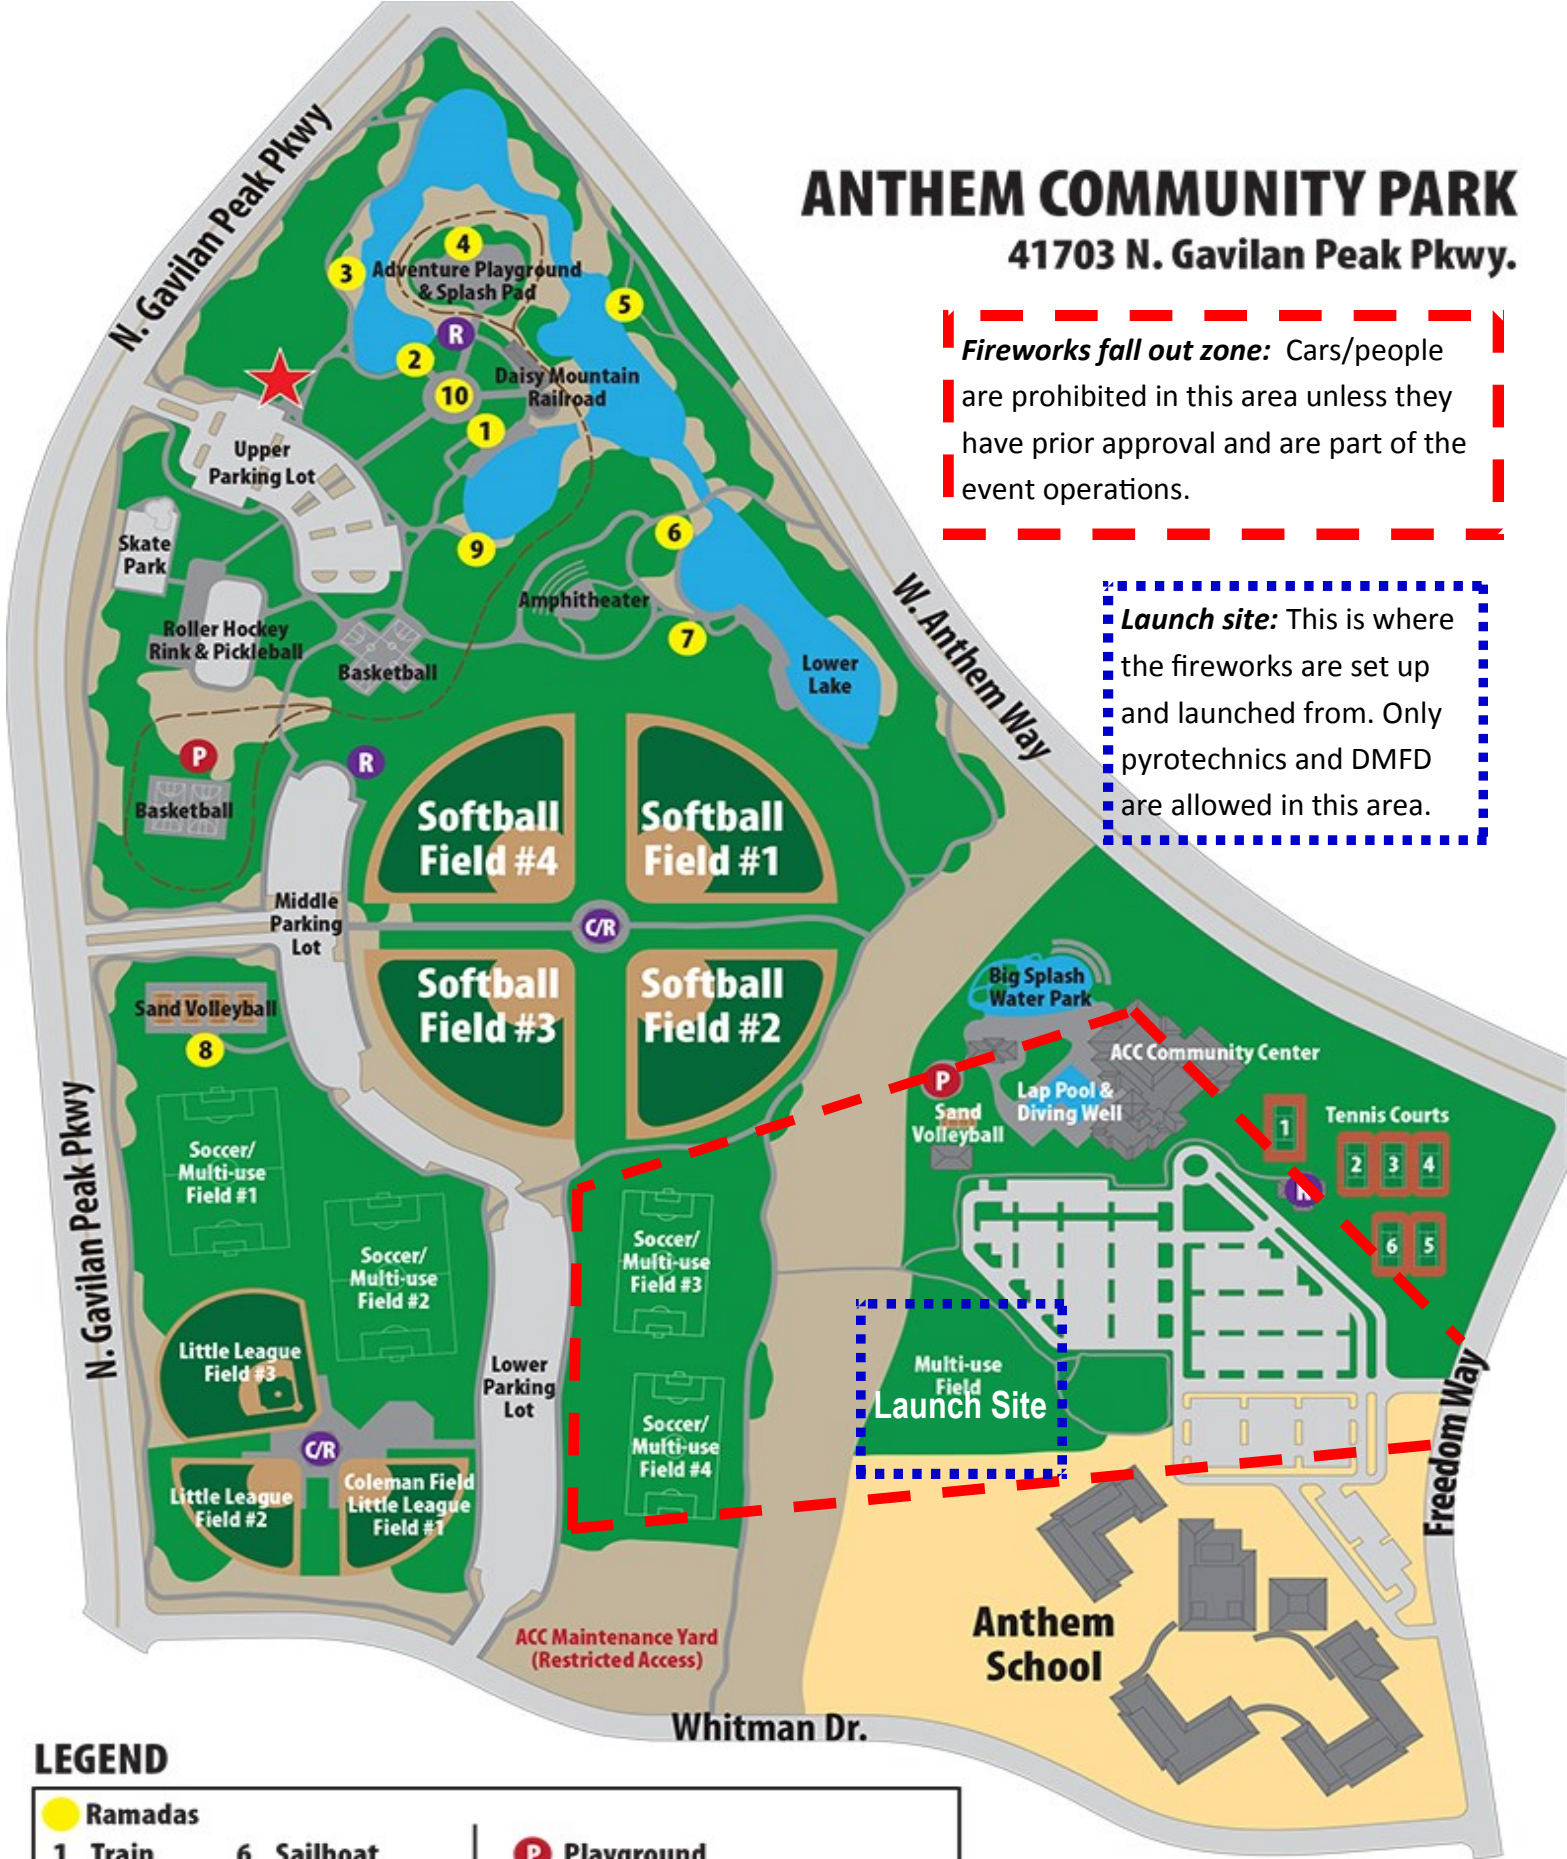 ANTHEM COMMUNITY PARK
41703 N. Gavilan Peak Pkwy.
Fireworks fall out zone: Cars/people
are prohibited in this area unless they
have prior approval and are part of the
event operations.
Launch site: This is where
the fireworks are set up
and launched from. Only
pyrotechnics and DMFD
are allowed in this area.
N. Gavilan Peak Pkwy
W. Anthem Way
4
Adventure Playground
& Splash Pad
3
5
R
2
10
1
Daisy Mountain
Railroad
Upper
Parking Lot
Skate
Park
9
6
Amphitheater
7
Roller Hockey
Rink & Pickleball
Basketball
Lower
Lake
P
R
Basketball
Softball
Field #4
Softball
Field #1
Middle
Parking
Lot
C/R
Softball
Field #3
Softball
Field #2
Sand Volleyball
8
Big Splash
Water Park
ACC Community Center
P
Lap Pool &
Diving Well
Sand
Volleyball
Tennis Courts
1
2 3 4
R
6 5
N. Gavilan Peak Pkwy
Soccer/
Multi-use
Field #1
Soccer/
Multi-use
Field #2
Soccer/
Multi-use
Field #3
Little League
Field #3
Lower
Parking
Lot
Multi-use
Field
Launch Site
Soccer/
Multi-use
Field #4
C/R
Little League
Field #2
Coleman Field
Little League
Field #1
Freedom Way
Anthem
School
ACC Maintenance Yard
(Restricted Access)
Whitman Dr.
LEGEND
Ramadas
1 Train 6 Sailboat
P Playground